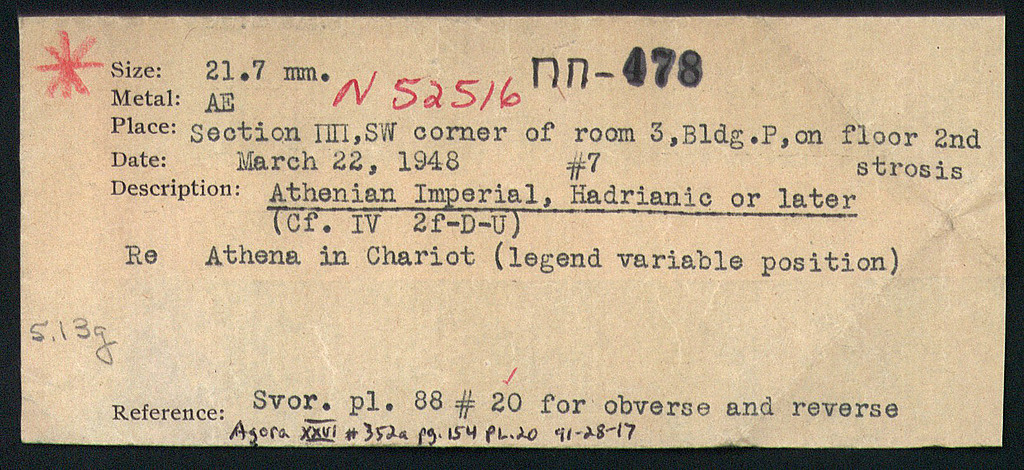 Size: 21.7 mm. ΠΠ-478
Metal: AE N 52516
Place: Section ΠΠ,SW corner of room 3,Bldg.P,on floor 2nd
Date: March 22, 1948 #7 strosis
Description: Athenian Imperial, Hadrianic or later
(Cf. IV 2f-D-U)
Re Athena in Chariot (legend variable position)
5.13g
Reference: Svor. pl. 88 # 20 for obverse and reverse
Agora XXVI # 352a pg. 154 PL.20 91-28-17